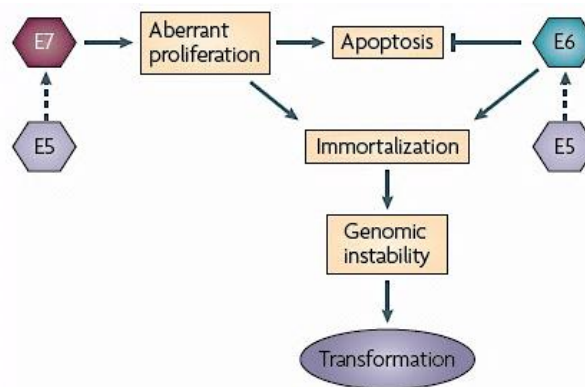 E7
Aberrant
proliferation
Apoptosis
E6
E5
Immortalization
E5
Genomic
instability
Transformation